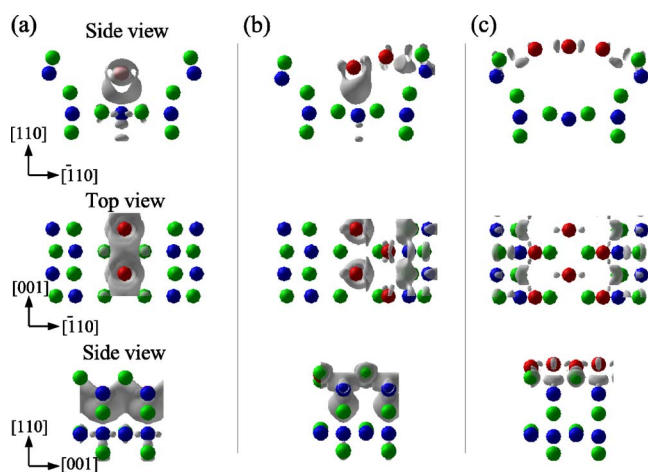 (a) (b) (c)
Side view
[110]
[1̄10]
Top view
[001]
[1̄10]
Side view
[110]
[001]